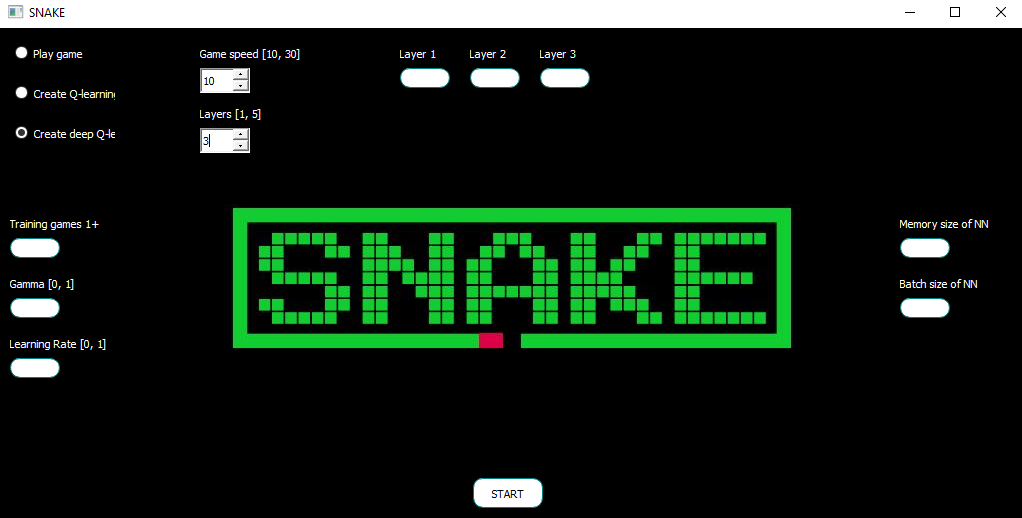 SNAKE
Play game
Game speed [10, 30]
Layer 1
Layer 2
Layer 3
10
Create Q-learning
Layers [1, 5]
Create deep Q-le
3
Training games 1+
Memory size of NN
SNAKE
Gamma [0, 1]
Batch size of NN
Learning Rate [0, 1]
START